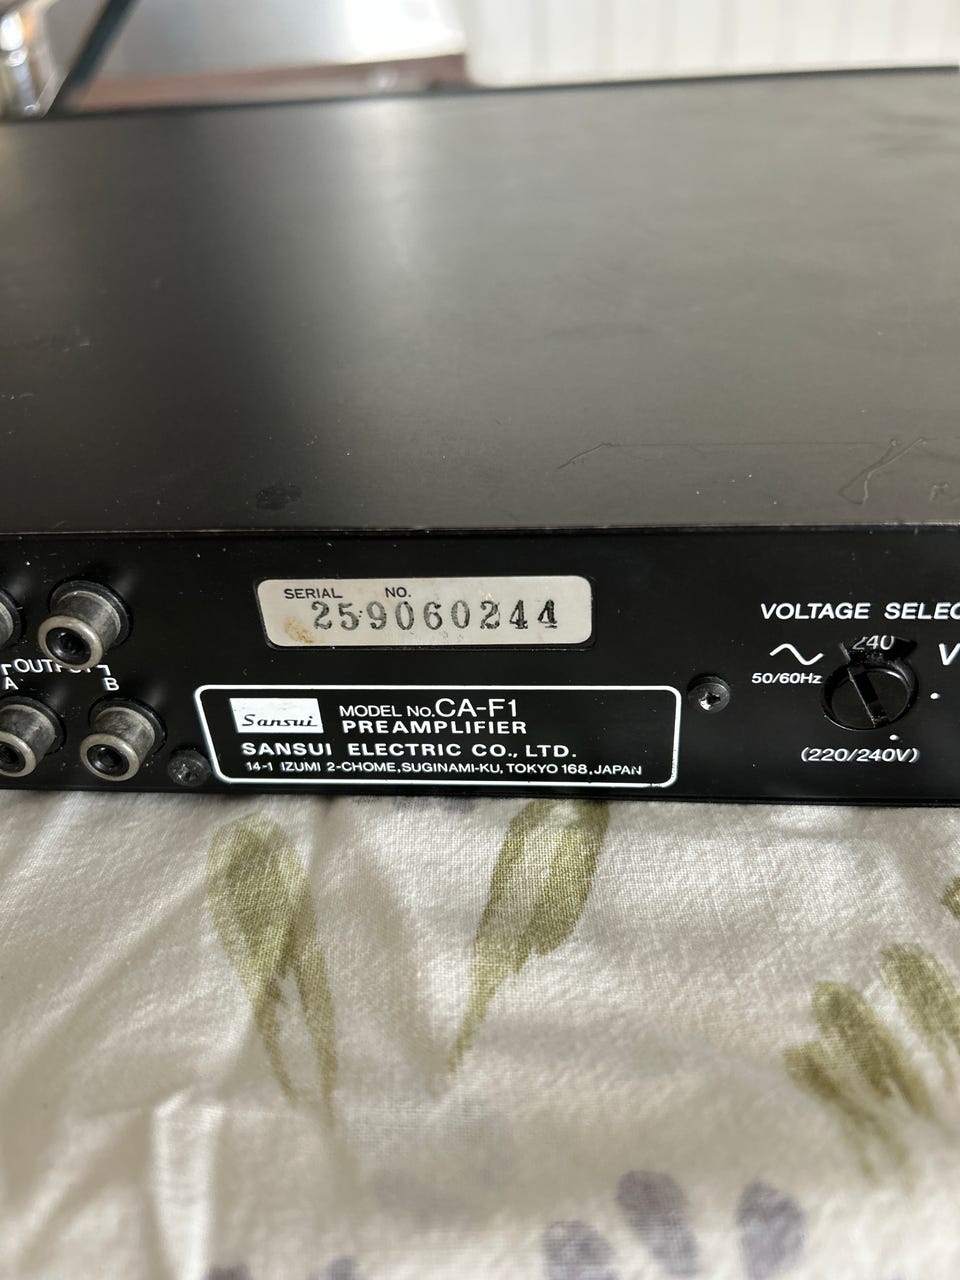 SERIAL NO.
259060244
VOLTAGE SELEC
240
50/60Hz
V
(220/240V)
OUTPUT
A B
Sansui
MODEL No. CA-F1
PREAMPLIFIER
SANSUI ELECTRIC CO., LTD.
14-1 IZUMI 2-CHOME, SUGINAMI-KU, TOKYO 168, JAPAN